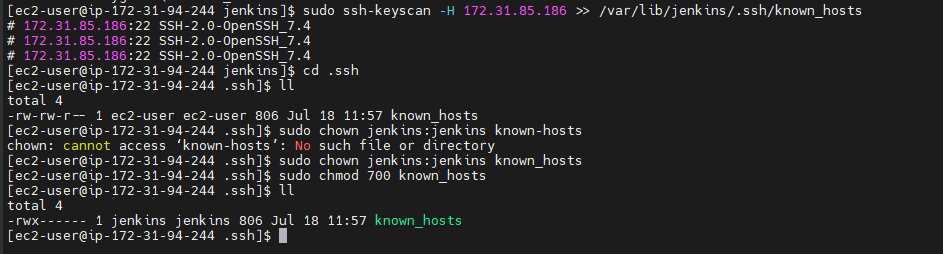 [ec2-user@ip-172-31-94-244 jenkins]$ sudo ssh-keyscan -H 172.31.85.186 >> /var/lib/jenkins/.ssh/known_hosts
# 172.31.85.186:22 SSH-2.0-OpenSSH_7.4
# 172.31.85.186:22 SSH-2.0-OpenSSH_7.4
# 172.31.85.186:22 SSH-2.0-OpenSSH_7.4
[ec2-user@ip-172-31-94-244 jenkins]$ cd .ssh
[ec2-user@ip-172-31-94-244 .ssh]$ ll
total 4
-rw-rw-r-- 1 ec2-user ec2-user 806 Jul 18 11:57 known_hosts
[ec2-user@ip-172-31-94-244 .ssh]$ sudo chown jenkins:jenkins known-hosts
chown: cannot access ‘known-hosts’: No such file or directory
[ec2-user@ip-172-31-94-244 .ssh]$ sudo chown jenkins:jenkins known_hosts
[ec2-user@ip-172-31-94-244 .ssh]$ sudo chmod 700 known_hosts
[ec2-user@ip-172-31-94-244 .ssh]$ ll
total 4
-rwx------ 1 jenkins jenkins 806 Jul 18 11:57 known_hosts
[ec2-user@ip-172-31-94-244 .ssh]$